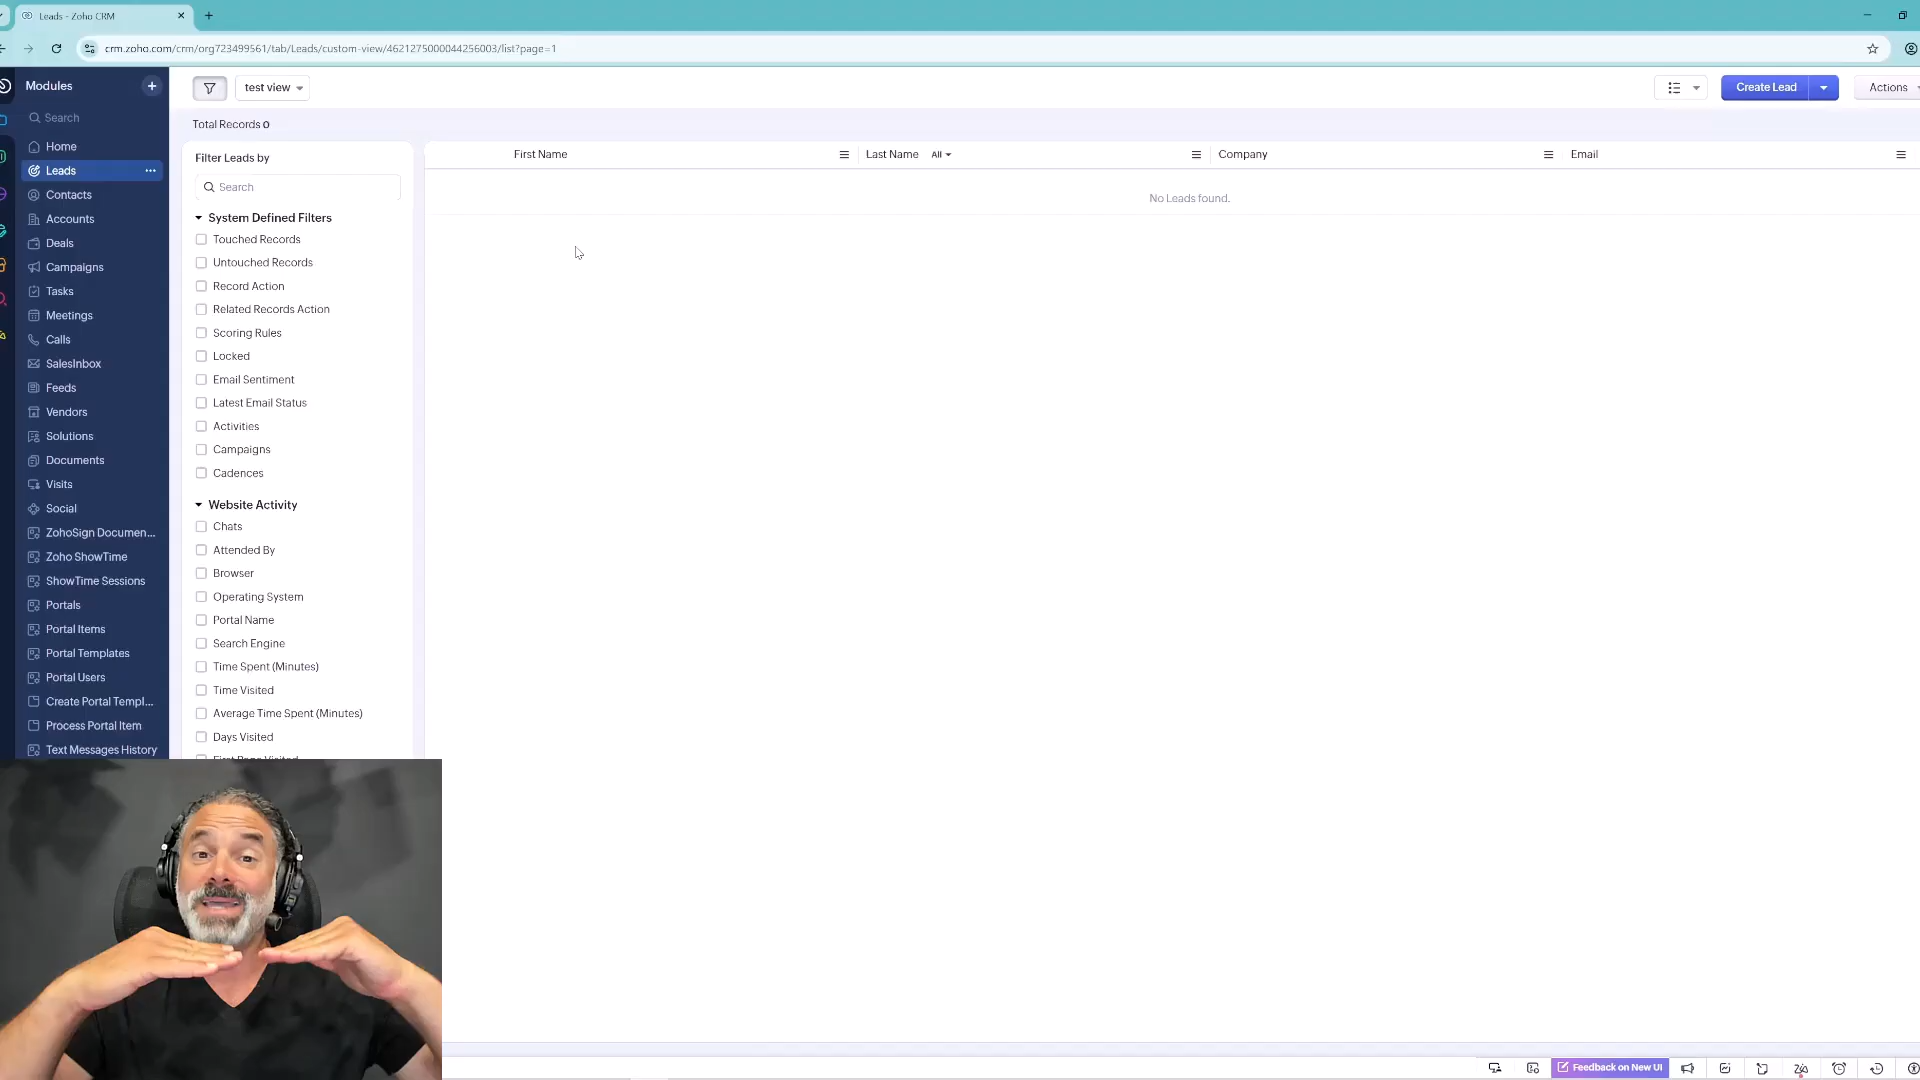 Leads - Zoho CRM
crm.zoho.com/crm/org723499561/tab/Leads/custom-view/4621275000044256003/list?page=1
Modules
Search
Home
Leads
Contacts
Accounts
Deals
Campaigns
Tasks
Meetings
Calls
SalesInbox
Feeds
Vendors
Solutions
Documents
Visits
Social
ZohoSign Documen...
Zoho ShowTime
ShowTime Sessions
Portals
Portal Items
Portal Templates
Portal Users
Create Portal Templ...
Process Portal Item
Text Messages History
test view
Create Lead
Actions
Total Records 0
Filter Leads by
Search
System Defined Filters
Touched Records
Untouched Records
Record Action
Related Records Action
Scoring Rules
Locked
Email Sentiment
Latest Email Status
Activities
Campaigns
Cadences
Website Activity
Chats
Attended By
Browser
Operating System
Portal Name
Search Engine
Time Spent (Minutes)
Time Visited
Average Time Spent (Minutes)
Days Visited
First Page Visited
First Name
Last Name All
Company
Email
No Leads found.
Feedback on New UI